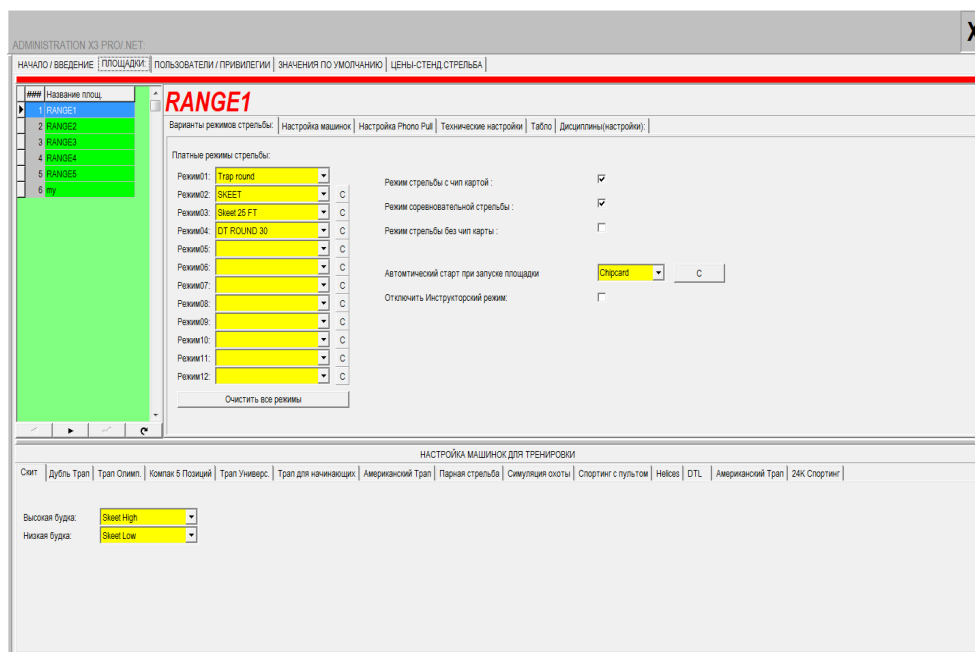 X
ADMINISTRATION X3 PRO/.NET:
НАЧАЛО / ВВЕДЕНИЕ ПЛОЩАДКИ: ПОЛЬЗОВАТЕЛИ / ПРИВИЛЕГИИ ЗНАЧЕНИЯ ПО УМОЛЧАНИЮ ЦЕНЫ-СТЕНД.СТРЕЛЬБА
### Название площ.
1 RANGE1
2 RANGE2
3 RANGE3
4 RANGE4
5 RANGE5
6 my
RANGE1
Варианты режимов стрельбы: Настройка машинок Настройка Phono Pull Технические настройки Табло Дисциплины(настройки):
Платные режимы стрельбы:
Режим01: Trap round
Режим02: SKEET C
Режим03: Skeet 25 FT C
Режим04: DT ROUND 30 C
Режим05: C
Режим06: C
Режим07: C
Режим08: C
Режим09: C
Режим10: C
Режим11: C
Режим12: C
Очистить все режимы
Режим стрельбы с чип картой :
Режим соревновательной стрельбы :
Режим стрельбы без чип карты :
Автомтический старт при запуске площадки Chipcard C
Отключить Инструкторский режим:
НАСТРОЙКА МАШИНОК ДЛЯ ТРЕНИРОВКИ
Скит Дубль Трап Трап Олимп. Компак 5 Позиций Трап Универс. Трап для начинающих Американский Трап Парная стрельба Симуляция охоты Спортинг с пультом Helices DTL Американский Трап 24К Спортинг
Высокая будка: Skeet High
Низкая будка: Skeet Low